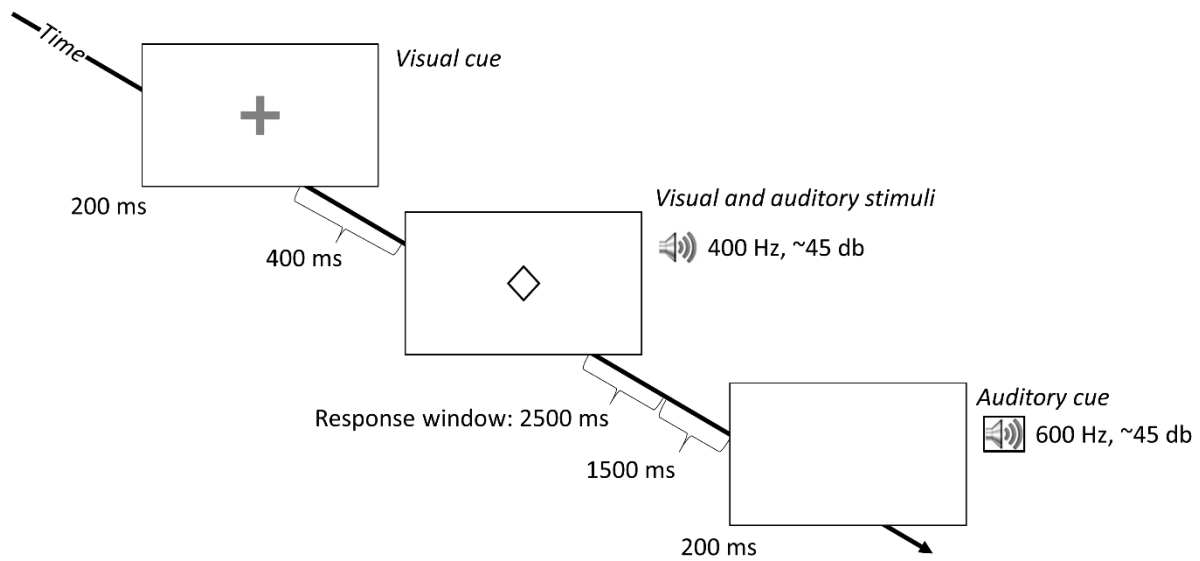 Time
Visual cue
200 ms
400 ms
Visual and auditory stimuli
400 Hz, ~45 db
Response window: 2500 ms
1500 ms
Auditory cue
600 Hz, ~45 db
200 ms